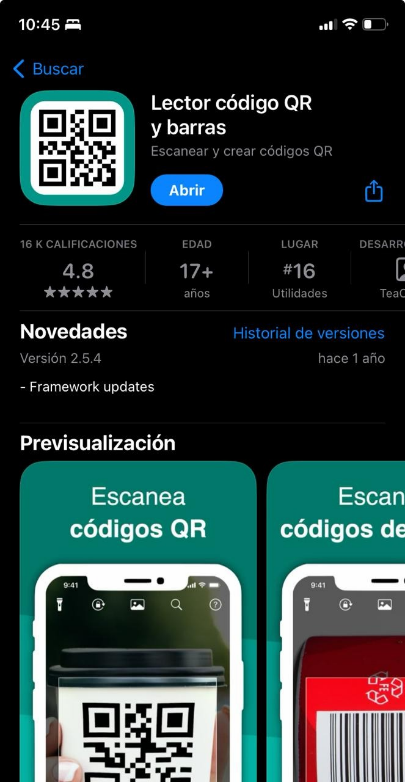 10:45
Buscar
Lector código QR
y barras
Escanear y crear códigos QR
Abrir
16 K CALIFICACIONES
4.8
EDAD
17+
años
LUGAR
#16
Utilidades
DESARR
TeaC
Novedades
Historial de versiones
Versión 2.5.4
hace 1 año
- Framework updates
Previsualización
Escanea
códigos QR
9:41
Escan
códigos de
9:41